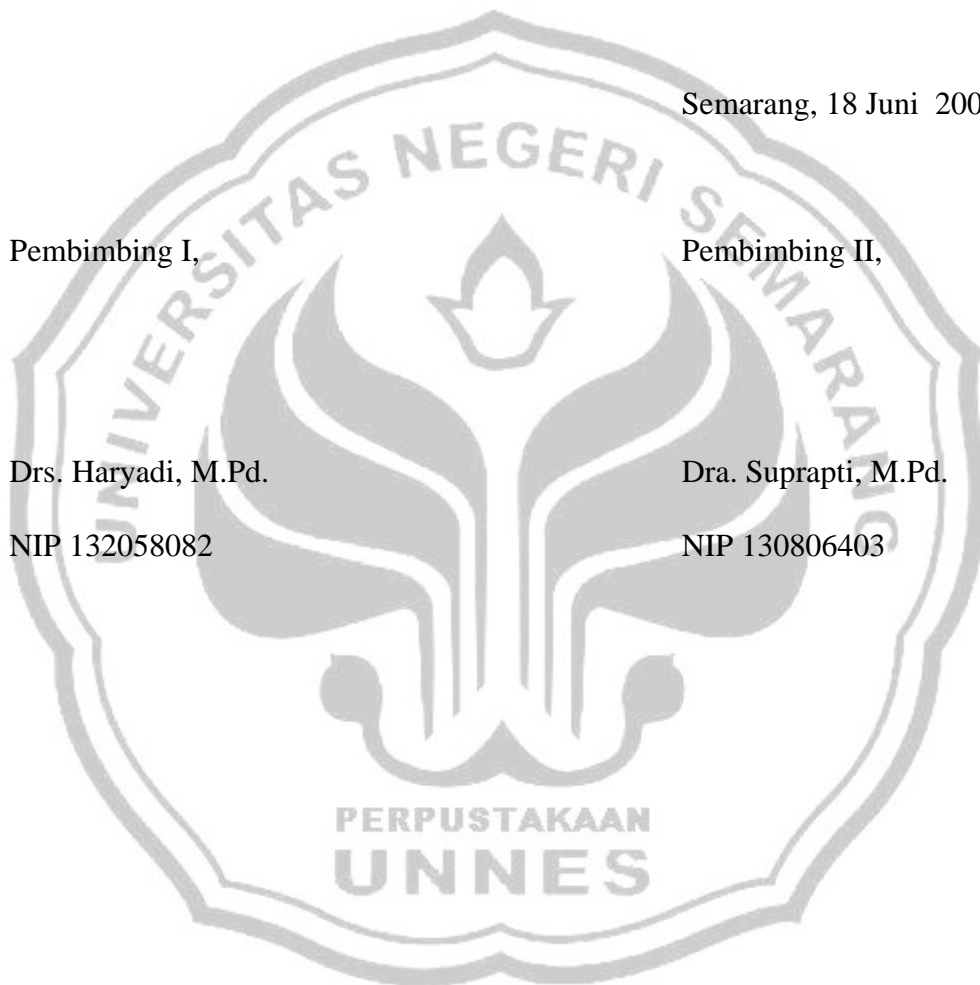 Semarang, 18 Juni 200
UNIVERSITAS NEGERI SEMARANG
Pembimbing I, Pembimbing II,
Drs. Haryadi, M.Pd. Dra. Suprapti, M.Pd.
NIP 132058082 NIP 130806403
PERPUSTAKAAN
UNNES